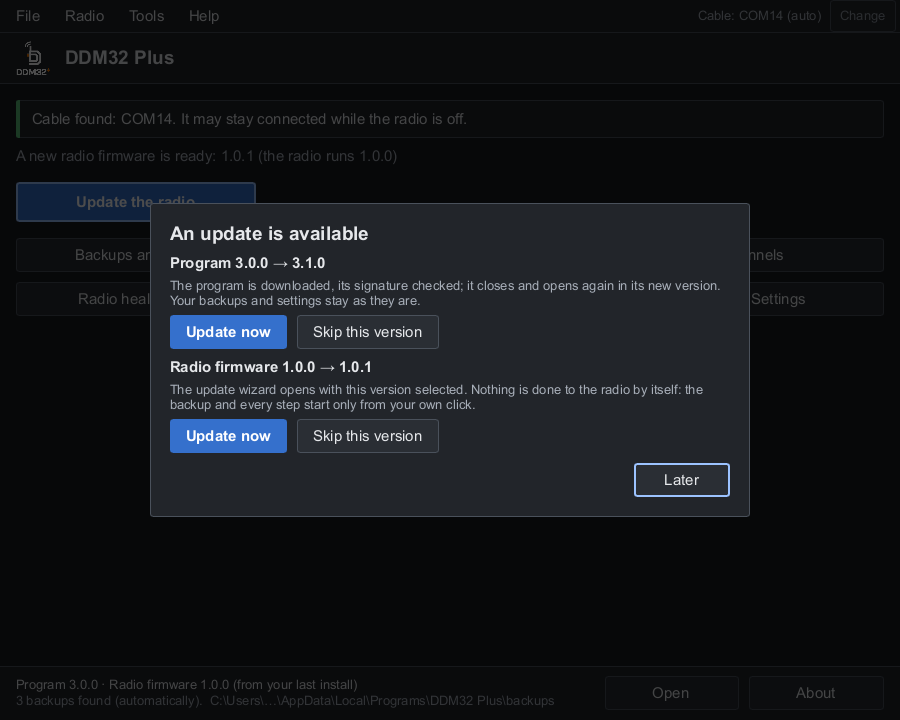 File Radio Tools Help Cable: COM14 (auto) Change
DDM32+ DDM32 Plus
Cable found: COM14. It may stay connected while the radio is off.
A new radio firmware is ready: 1.0.1 (the radio runs 1.0.0)
Update the radio
Backups
Radio
Settings
An update is available
Program 3.0.0 → 3.1.0
The program is downloaded, its signature checked; it closes and opens again in its new version.
Your backups and settings stay as they are.
Update now Skip this version
Radio firmware 1.0.0 → 1.0.1
The update wizard opens with this version selected. Nothing is done to the radio by itself: the
backup and every step start only from your own click.
Update now Skip this version
Later
Program 3.0.0 · Radio firmware 1.0.0 (from your last install)
3 backups found (automatically). C:\Users\…\AppData\Local\Programs\DDM32 Plus\backups
Open About